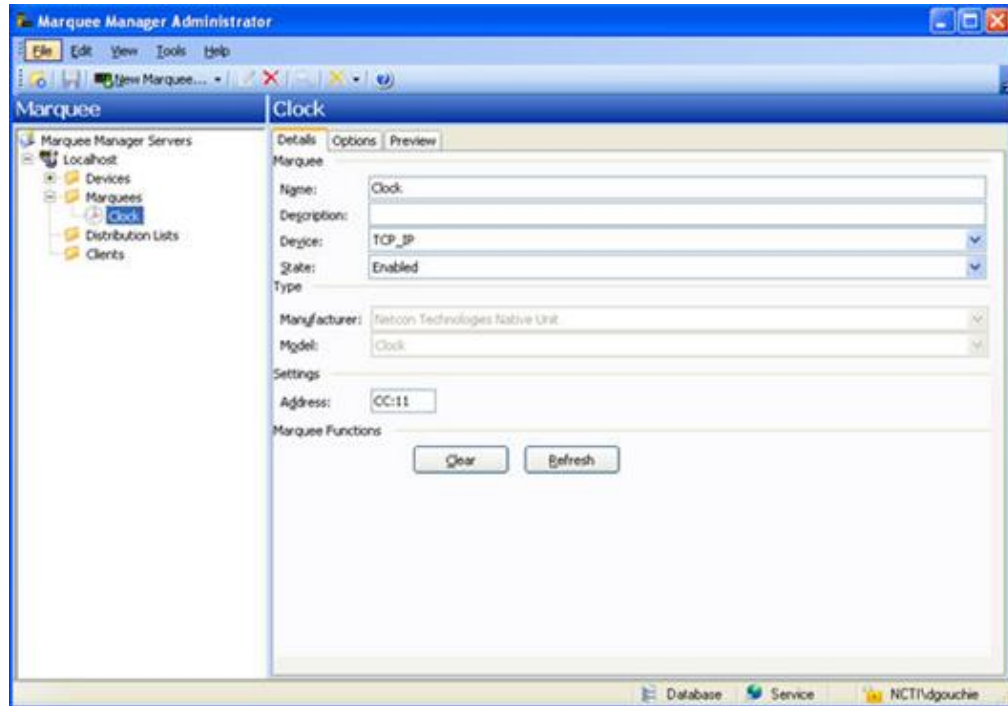 Marquee Manager Administrator
File Edit View Tools Help
New Marquee...
Marquee
Clock
Marquee Manager Servers
Localhost
Devices
Marquees
Clock
Distribution Lists
Clients
Details Options Preview
Marquee
Name: Clock
Description:
Device: TCP_IP
State: Enabled
Type
Manufacturer: Netcon Technologies Native Unit
Model: Clock
Settings
Address: CC:11
Marquee Functions
Clear Refresh
Database Service NCTI\dgouchie